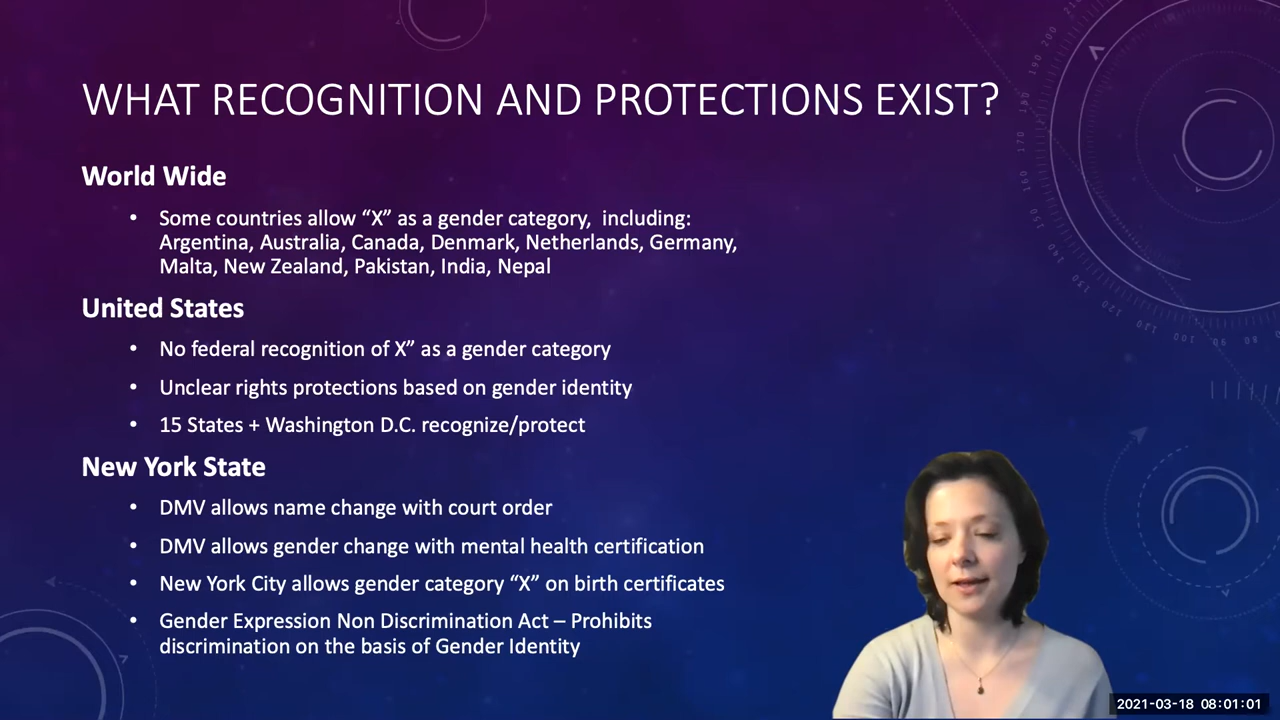 WHAT RECOGNITION AND PROTECTIONS EXIST?
World Wide
• Some countries allow “X” as a gender category,  including:
Argentina, Australia, Canada, Denmark, Netherlands, Germany,
Malta, New Zealand, Pakistan, India, Nepal
United States
• No federal recognition of X” as a gender category
• Unclear rights protections based on gender identity
• 15 States + Washington D.C. recognize/protect
New York State
• DMV allows name change with court order
• DMV allows gender change with mental health certification
• New York City allows gender category “X” on birth certificates
• Gender Expression Non Discrimination Act – Prohibits
discrimination on the basis of Gender Identity
2021-03-18 08:01:01